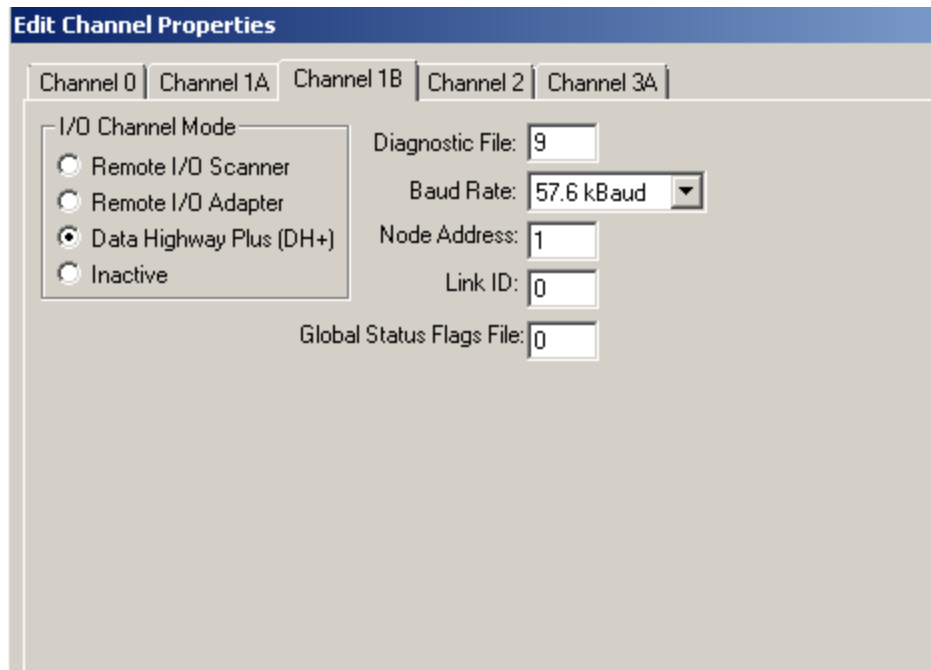 Edit Channel Properties
Channel 0 Channel 1A Channel 1B Channel 2 Channel 3A
I/O Channel Mode
Remote I/O Scanner
Remote I/O Adapter
Data Highway Plus (DH+)
Inactive
Diagnostic File: 9
Baud Rate: 57.6 kBaud
Node Address: 1
Link ID: 0
Global Status Flags File: 0